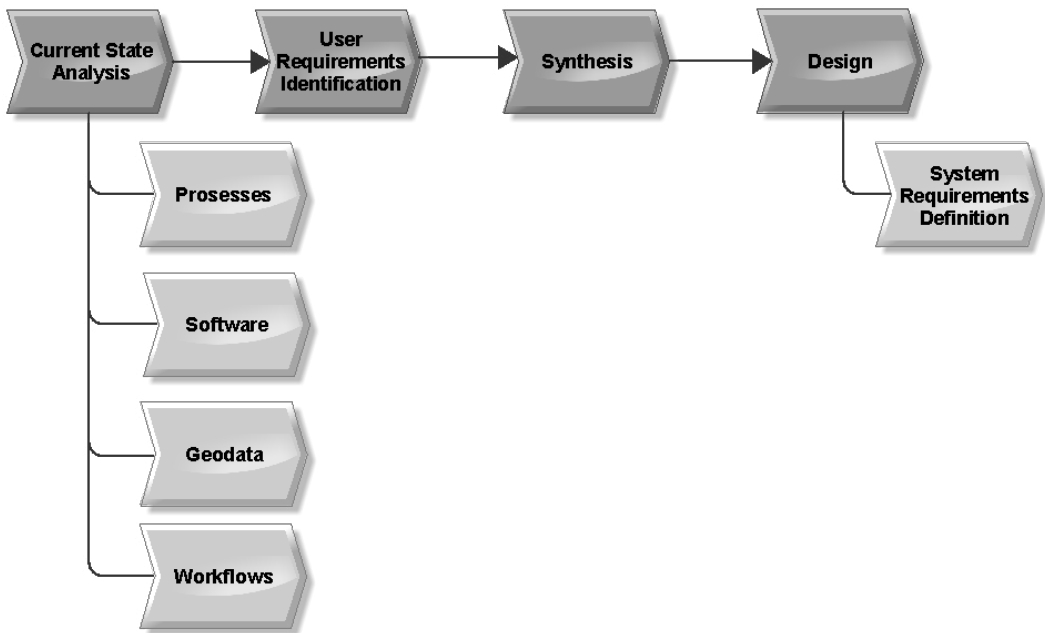 Current State
Analysis
User
Requirements
Identification
Synthesis
Design
Prosesses
System
Requirements
Definition
Software
Geodata
Workflows